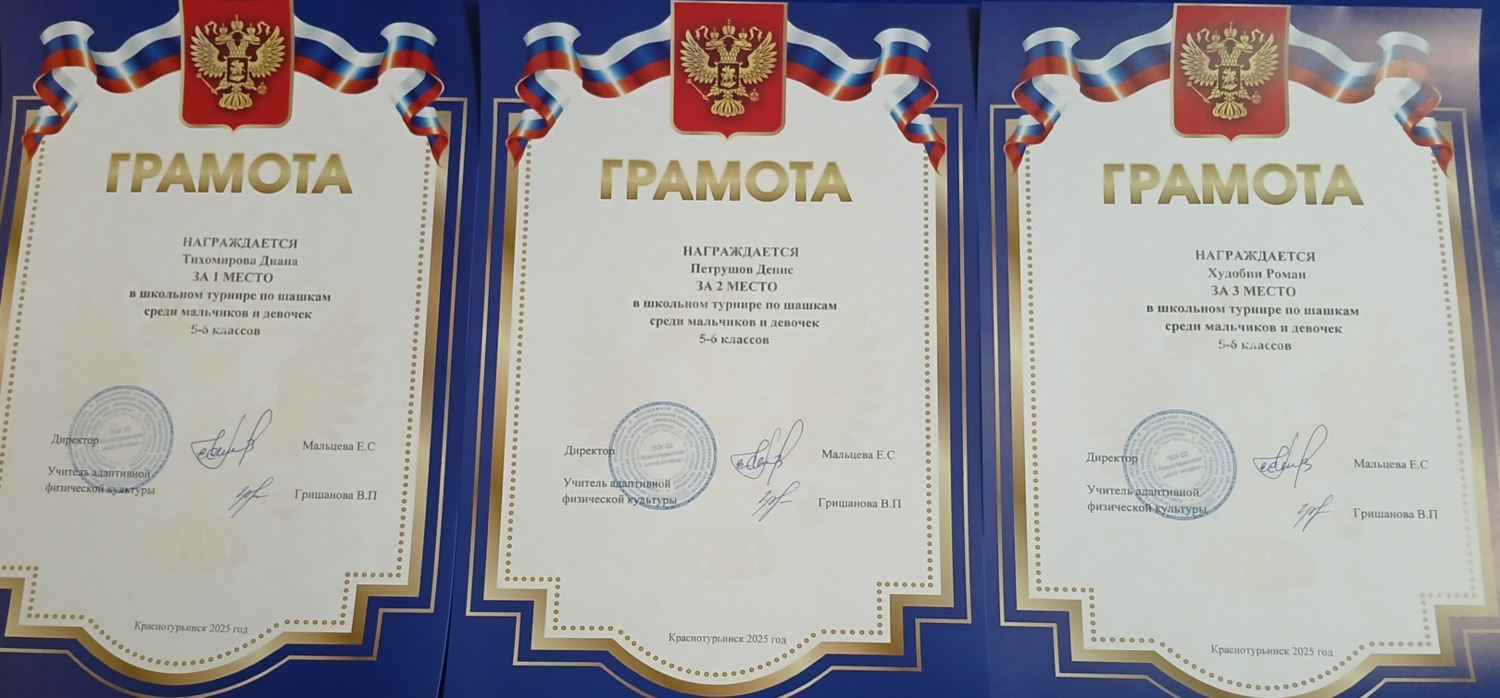 ГРАМОТА
НАГРАЖДАЕТСЯ
Тихомирова Диана
ЗА 1 МЕСТО
в школьном турнире по шашкам
среди мальчиков и девочек
5-6 классов
Директор
Мальцева Е.С
Учитель адаптивной
физической культуры
Гришанова В.П
Краснотурьинск 2025 год
ГРАМОТА
НАГРАЖДАЕТСЯ
Петрушов Денис
ЗА 2 МЕСТО
в школьном турнире по шашкам
среди мальчиков и девочек
5-6 классов
Директор
Мальцева Е.С
Учитель адаптивной
физической культуры
Гришанова В.П
Краснотурьинск 2025 год
ГРАМОТА
НАГРАЖДАЕТСЯ
Худобин Роман
ЗА 3 МЕСТО
в школьном турнире по шашкам
среди мальчиков и девочек
5-6 классов
Директор
Мальцева Е.С
Учитель адаптивной
физической культуры
Гришанова В.П
Краснотурьинск 2025 год